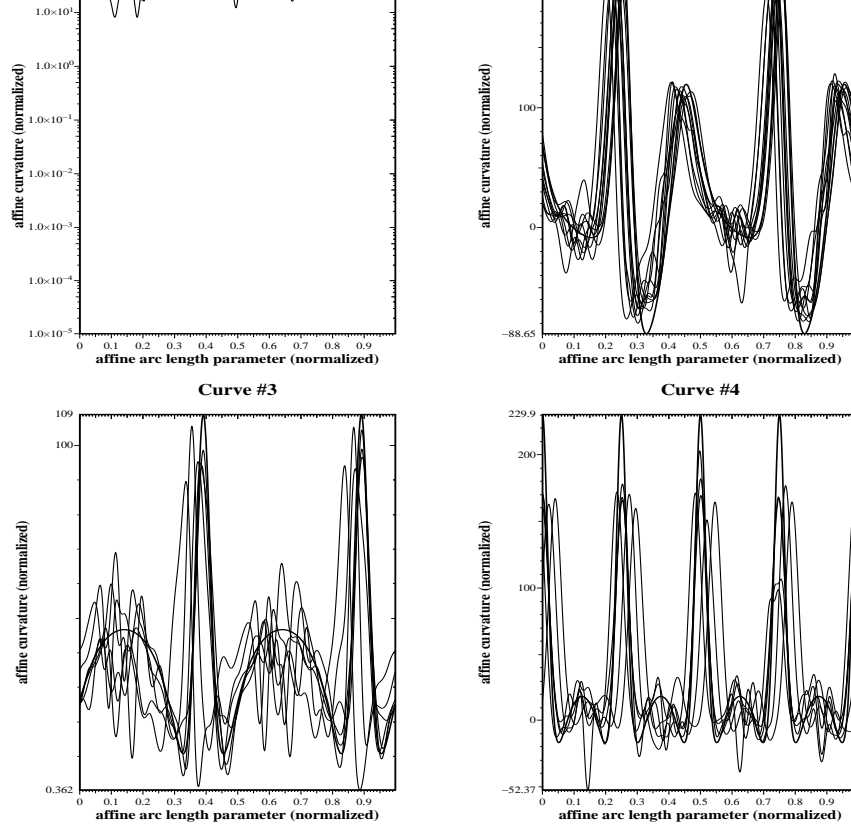 1.0×10¹
1.0×10⁰
1.0×10⁻¹
1.0×10⁻²
1.0×10⁻³
1.0×10⁻⁴
1.0×10⁻⁵
affine curvature (normalized)
0 0.1 0.2 0.3 0.4 0.5 0.6 0.7 0.8 0.9
affine arc length parameter (normalized)
100
0
−88.65
affine curvature (normalized)
0 0.1 0.2 0.3 0.4 0.5 0.6 0.7 0.8 0.9
affine arc length parameter (normalized)
Curve #3
109
100
0.362
affine curvature (normalized)
0 0.1 0.2 0.3 0.4 0.5 0.6 0.7 0.8 0.9
affine arc length parameter (normalized)
Curve #4
229.9
200
100
0
−52.37
affine curvature (normalized)
0 0.1 0.2 0.3 0.4 0.5 0.6 0.7 0.8 0.9
affine arc length parameter (normalized)